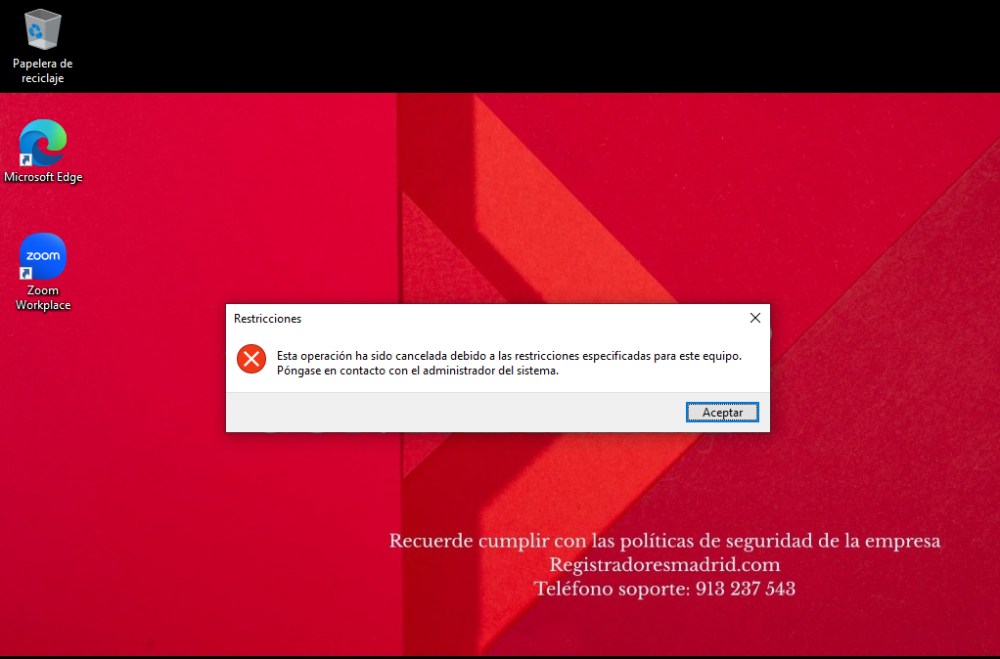 Papelera de
reciclaje
Microsoft Edge
zoom
Zoom
Workplace
Restricciones
Esta operación ha sido cancelada debido a las restricciones especificadas para este equipo.
Póngase en contacto con el administrador del sistema.
Aceptar
Recuerde cumplir con las políticas de seguridad de la empresa
Registradoresmadrid.com
Teléfono soporte: 913 237 543